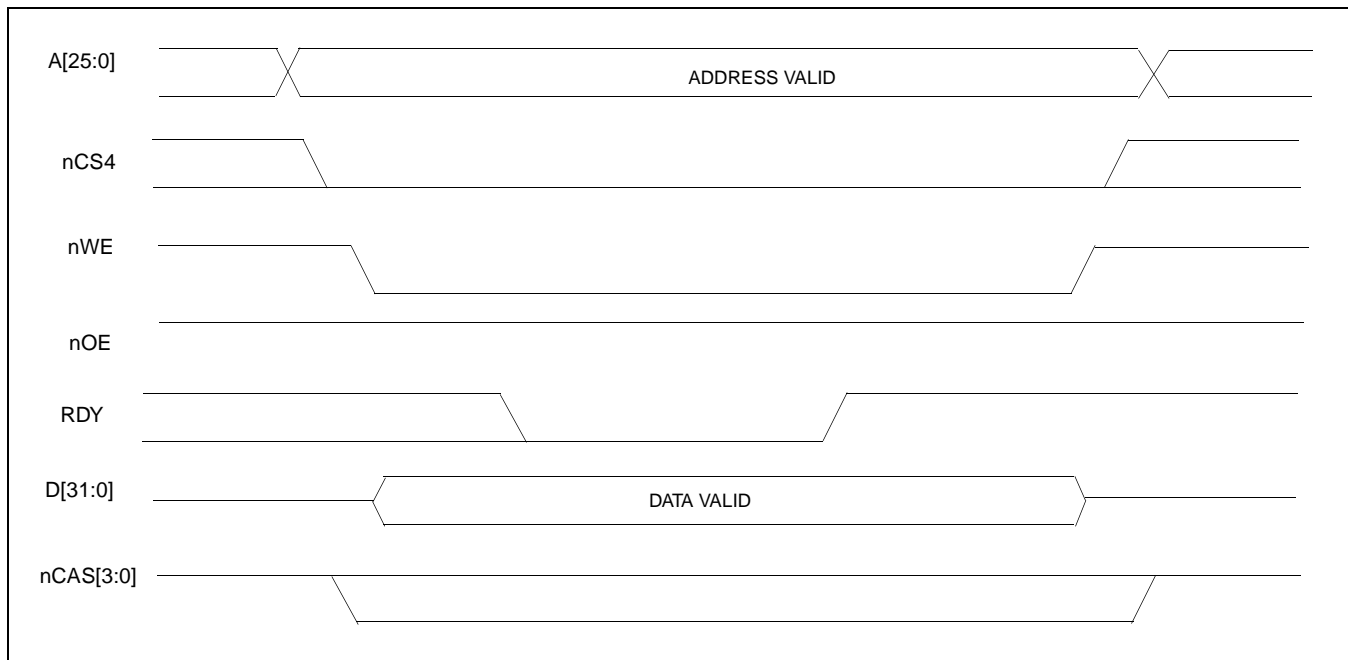 A[25:0]
ADDRESS VALID
nCS4
nWE
nOE
RDY
D[31:0]
DATA VALID
nCAS[3:0]